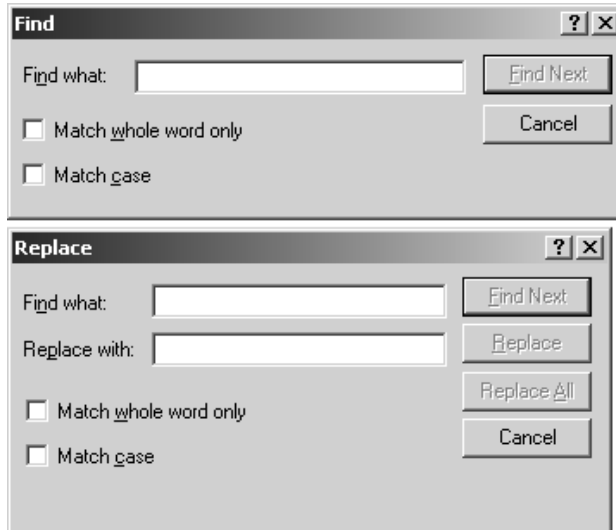 Find ? X
Find what: Find Next
Match whole word only Cancel
Match case
Replace ? X
Find what: Find Next
Replace with: Replace
Replace All
Match whole word only
Cancel
Match case